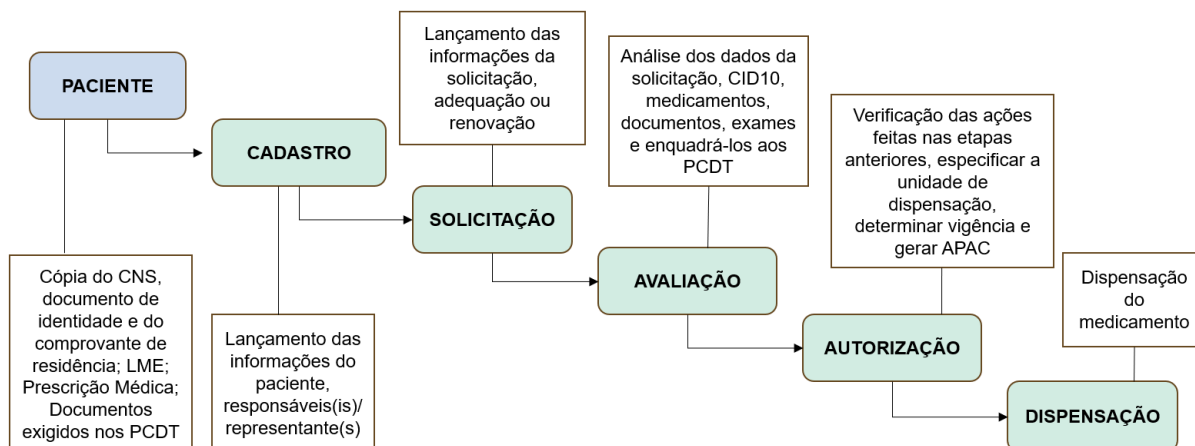 PACIENTE
Cópia do CNS,
documento de
identidade e do
comprovante de
residência; LME;
Prescrição Médica;
Documentos
exigidos nos PCDT
CADASTRO
Lançamento das
informações do
paciente,
responsáveis(is)/
representante(s)
Lançamento das
informações da
solicitação,
adequação ou
renovação
SOLICITAÇÃO
Análise dos dados da
solicitação, CID10,
medicamentos,
documentos, exames
e enquadrá-los aos
PCDT
AVALIAÇÃO
Verificação das ações
feitas nas etapas
anteriores, especificar a
unidade de
dispensação,
determinar vigência e
gerar APAC
AUTORIZAÇÃO
Dispensação
do
medicamento
DISPENSAÇÃO